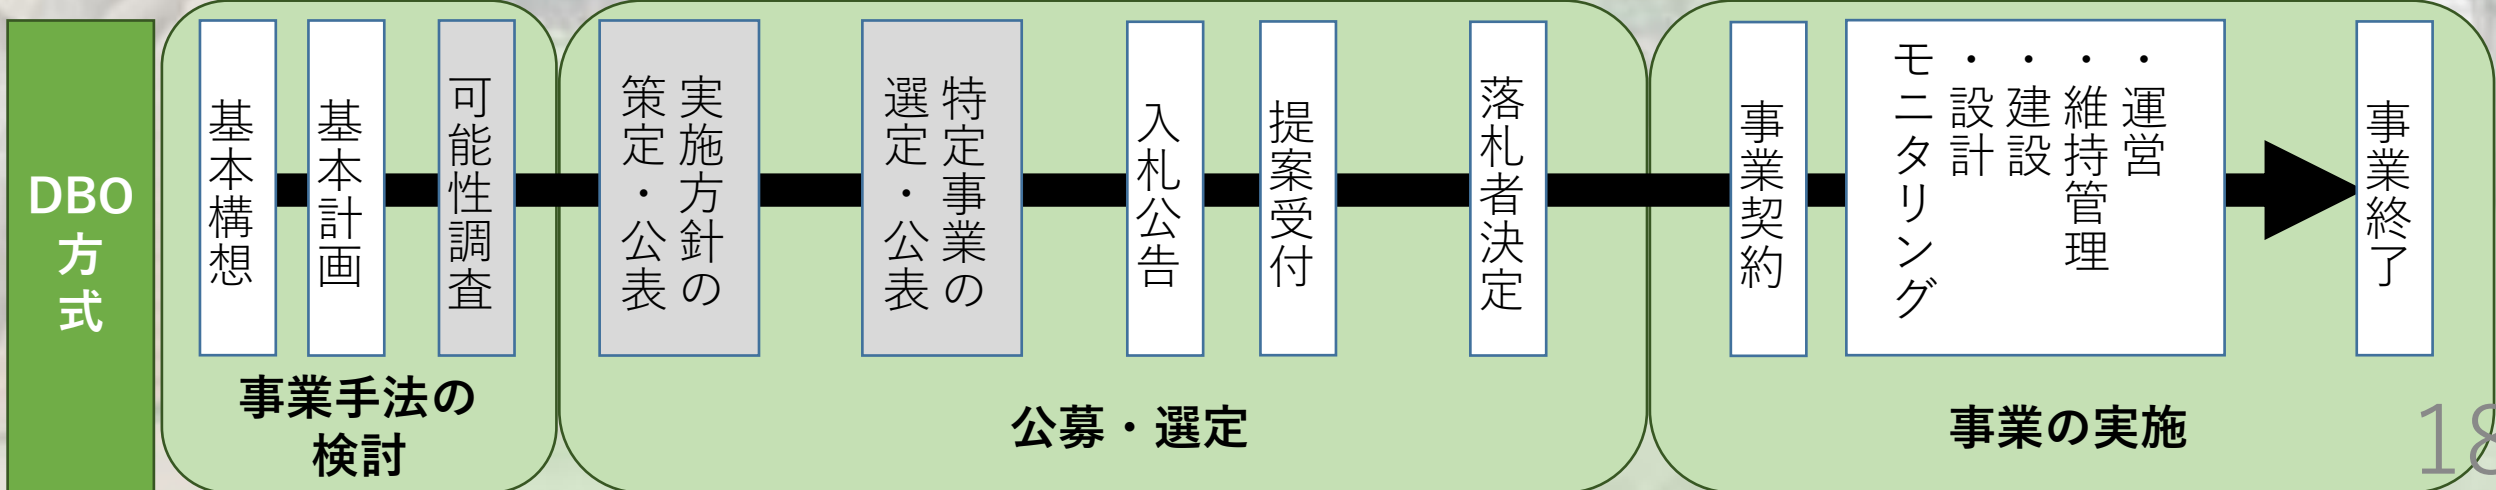 DBO
方
式
基本構想
基本計画
可能性調査
事業手法の
検討
実施方針の
策定・公表
特定事業の
選定・公表
入札公告
提案受付
落札者決定
公募・選定
事業契約
・運営
・維持管理
・建設
・設計
モニタリング
事業終了
事業の実施
18